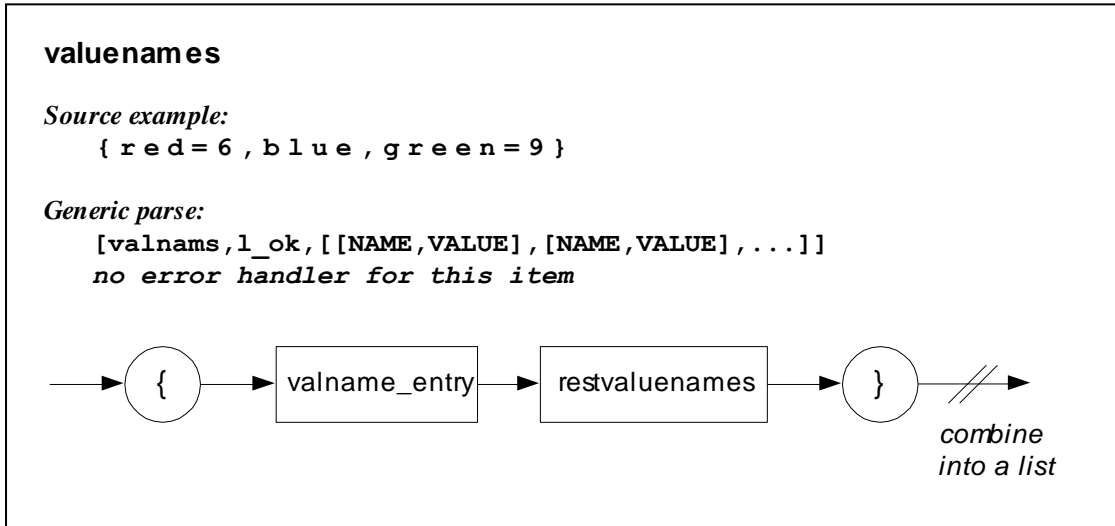 valuenames
Source example:
{red=6,blue,green=9}
Generic parse:
[valnams,l_ok,[[NAME,VALUE],[NAME,VALUE],...]]
no error handler for this item
{ valname_entry restvaluenames }
combine
into a list